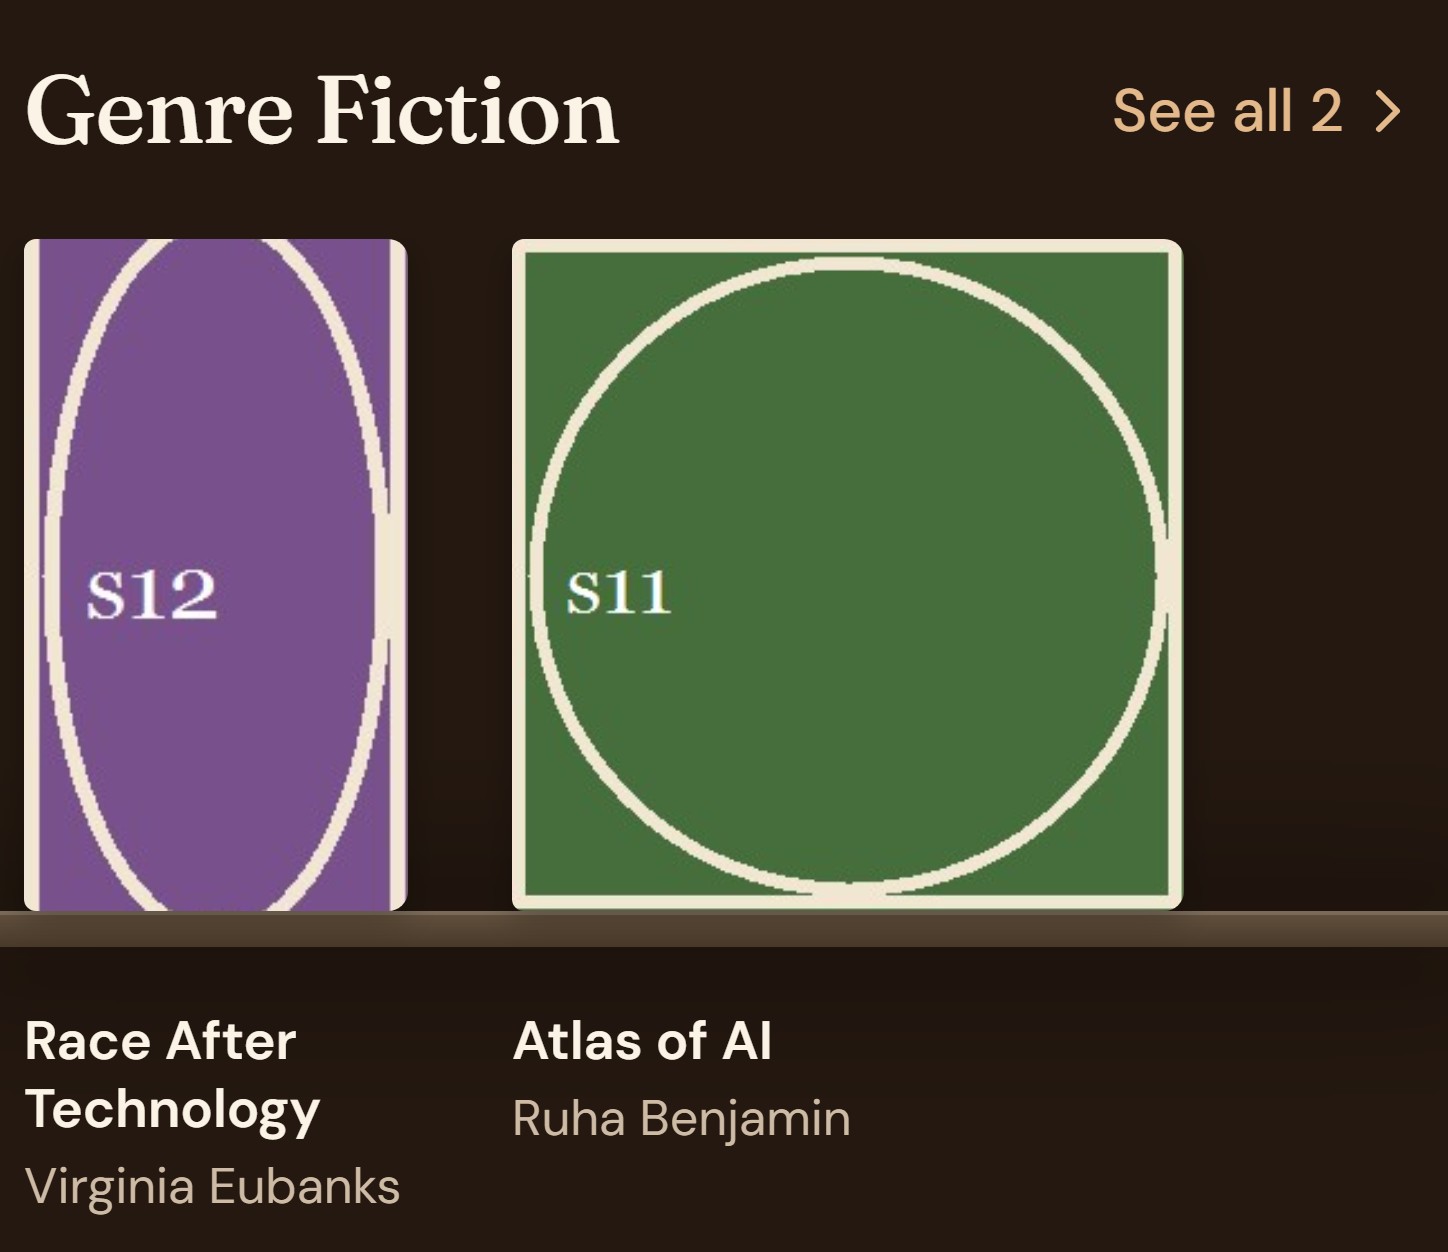 Genre Fiction
See all 2
S12
S11
Race After
Technology
Virginia Eubanks
Atlas of AI
Ruha Benjamin